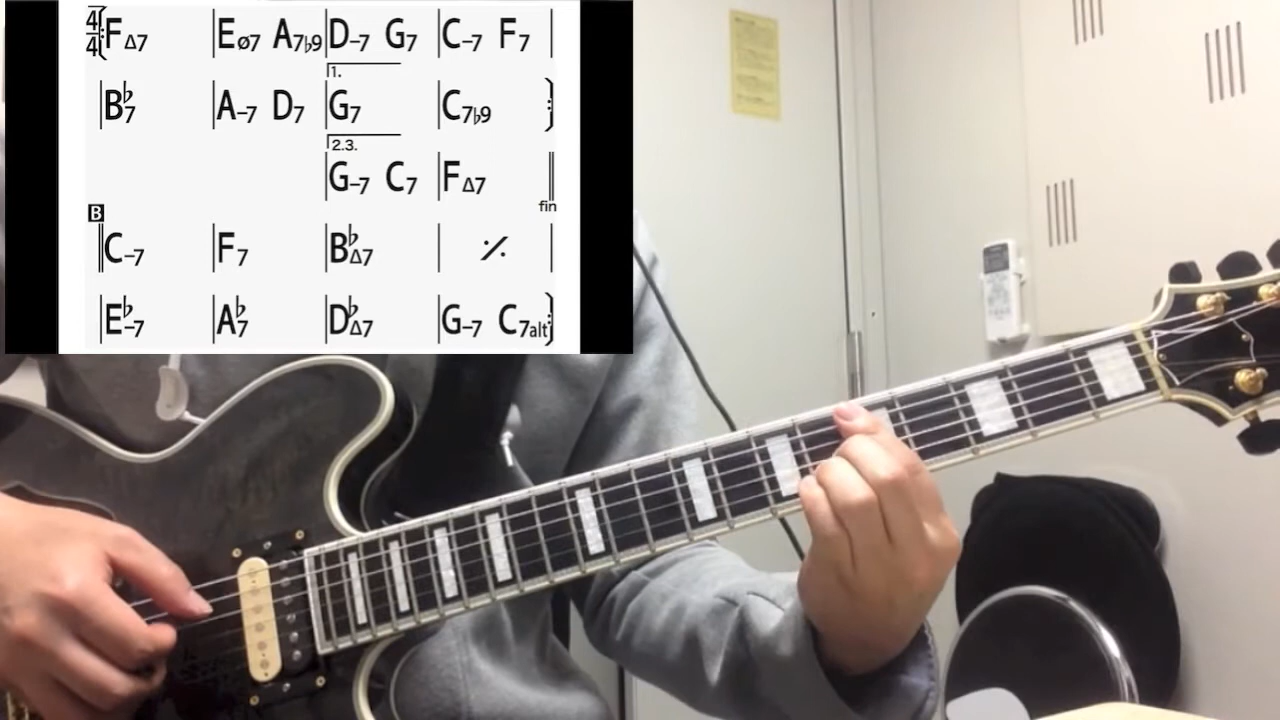 4/4 FΔ7 Eø7 A7♭9 D-7 G7 C-7 F7
1.
B♭7 A-7 D7 G7 C7♭9
2.3.
G-7 C7 FΔ7
fin
B
C-7 F7 B♭Δ7 ٪
E♭-7 A♭7 D♭Δ7 G-7 C7alt